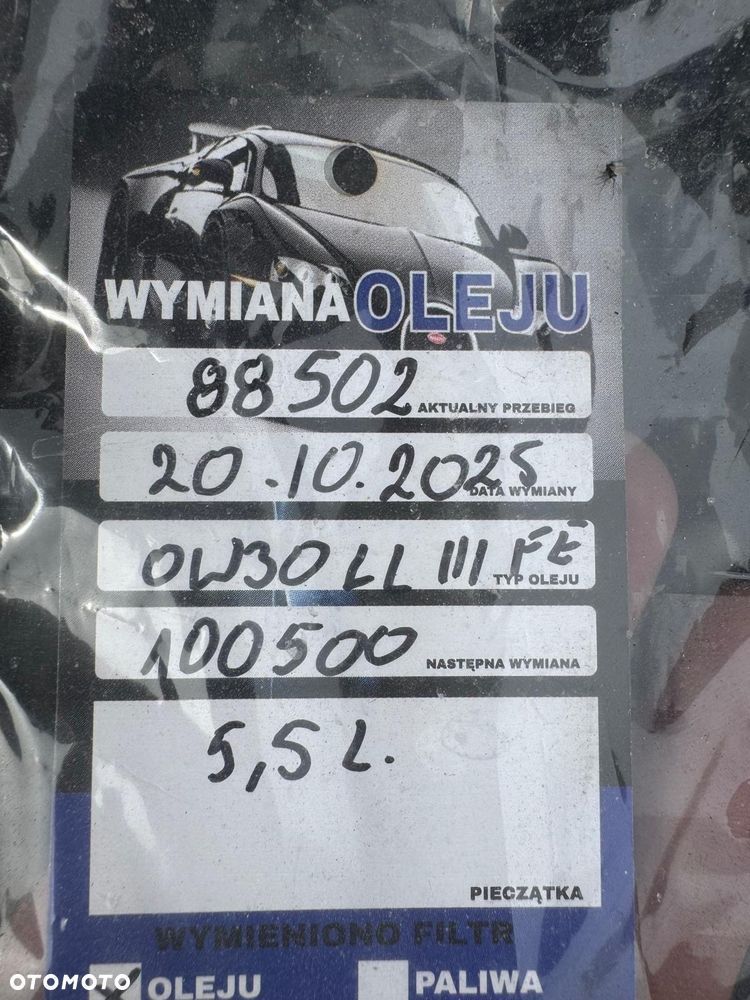 WYMIANA OLEJU
88502 AKTUALNY PRZEBIEG
20.10.2025 DATA WYMIANY
0W30 LL III FE TYP OLEJU
100500 NASTĘPNA WYMIANA
5,5 L.
PIECZĄTKA
WYMIENIONO FILTR
OLEJU PALIWA
OTOMOTO